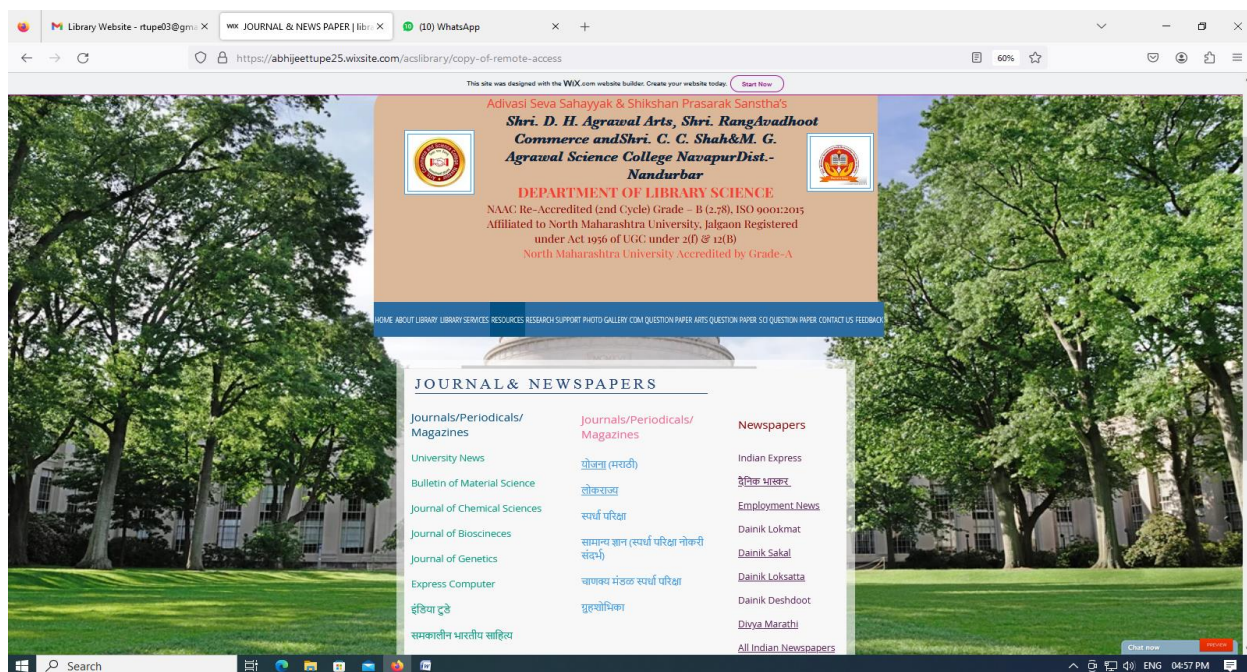 Library Website - rtupe03@gma
WiX JOURNAL & NEWS PAPER | libra
(10) WhatsApp
https://abhijeettupe25.wixsite.com/acslibrary/copy-of-remote-access
60%
This site was designed with the WiX.com website builder. Create your website today. Start Now
Adivasi Seva Sahayyak & Shikshan Prasarak Sanstha's
Shri. D. H. Agrawal Arts, Shri. RangAvadhoot
Commerce andShri. C. C. Shah&M. G.
Agrawal Science College NavapurDist.-
Nandurbar
DEPARTMENT OF LIBRARY SCIENCE
NAAC Re-Accredited (2nd Cycle) Grade – B (2.78), ISO 9001:2015
Affiliated to North Maharashtra University, Jalgaon Registered
under Act 1956 of UGC under 2(f) & 12(B)
North Maharashtra University Accredited by Grade-A
HOME ABOUT LIBRARY LIBRARY SERVICES RESOURCES RESEARCH SUPPORT PHOTO GALLERY COM QUESTION PAPER ARTS QUESTION PAPER SCI QUESTION PAPER CONTACT US FEEDBACK
JOURNAL& NEWSPAPERS
Journals/Periodicals/
Magazines
University News
Bulletin of Material Science
Journal of Chemical Sciences
Journal of Bioscineces
Journal of Genetics
Express Computer
इंडिया टुडे
समकालीन भारतीय साहित्य
Journals/Periodicals/
Magazines
योजना (मराठी)
लोकराज्य
स्पर्धा परिक्षा
सामान्य ज्ञान (स्पर्धा परिक्षा नोकरी
संदर्भ)
चाणक्य मंडळ स्पर्धा परिक्षा
गृहशोभिका
Newspapers
Indian Express
दैनिक भास्कर
Employment News
Dainik Lokmat
Dainik Sakal
Dainik Loksatta
Dainik Deshdoot
Divya Marathi
All Indian Newspapers
Chat now
PREVIEW
Search
ENG 04:57 PM